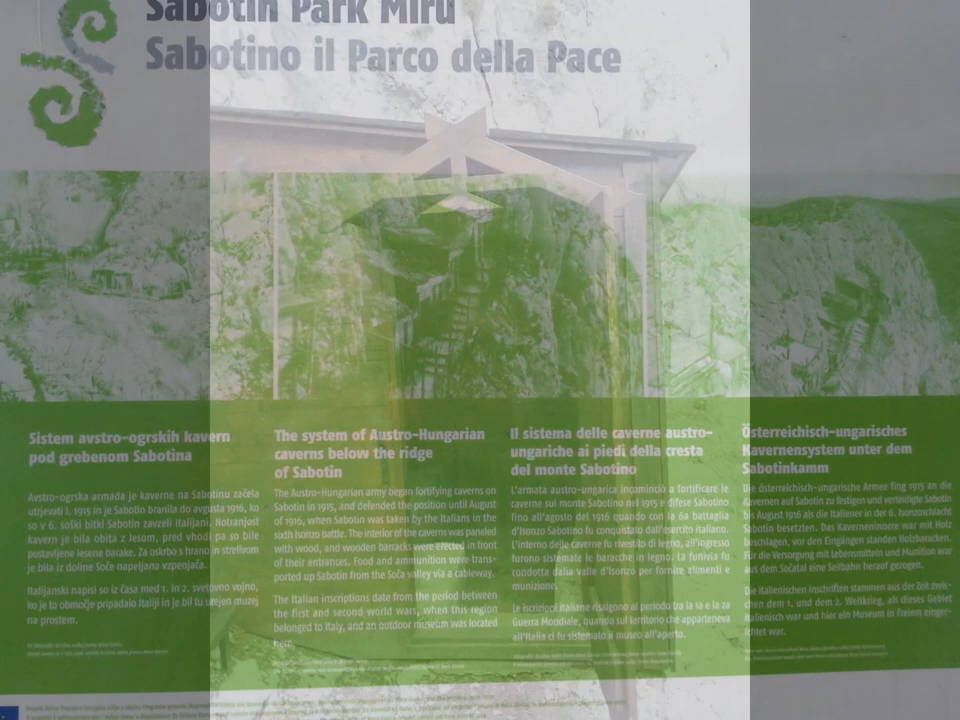 Sabotin Park Miru
Sabotino il Parco della Pace
Sistem avstro-ogrskih kavern
pod grebenom Sabotina
Avstro-ogrska armada je kaverne na Sabotinu začela
utrjevati l. 1915 in je Sabotin branila do avgusta 1916, ko
so v 6. soški bitki Sabotin zavzeli Italijani. Notranjost
kavern je bila obita z lesom, pred vhodi pa so bile
postavljene lesene barake. Za oskrbo s hrano in strelivom
je bila iz doline Soče napeljana vzpenjača.
Italijanski napisi so iz časa med 1. in 2. svetovno vojno,
ko je to območje pripadalo Italiji in je bil tu urejen muzej
na prostem.
The system of Austro-Hungarian
caverns below the ridge
of Sabotin
The Austro-Hungarian army began fortifying caverns on
Sabotin in 1915, and defended the position until August
of 1916, when Sabotin was taken by the Italians in the
sixth Isonzo battle. The interior of the caverns was paneled
with wood, and wooden barracks were erected in front
of their entrances. Food and ammunition were trans-
ported up Sabotin from the Soča valley via a cableway.
The Italian inscriptions date from the period between
the first and second world wars, when this region
belonged to Italy, and an outdoor museum was located
here.
Il sistema delle caverne austro-
ungariche ai piedi della cresta
del monte Sabotino
L'armata austro-ungarica incominciò a fortificare le
caverne sul monte Sabotino nel 1915 e difese Sabotino
fino all'agosto del 1916 quando con la 6a battaglia
d'Isonzo Sabotino fu conquistato dall'esercito italiano.
L'interno delle caverne fu rivestito di legno, all'ingresso
furono sistemate le baracche in legno. La funivia fu
condotta dalla valle d'Isonzo per fornire alimenti e
munizioni.
Le iscrizioni italiane risalgono al periodo tra la 1a e la 2a
Guerra Mondiale, quando sul territorio che apparteneva
all'Italia ci fu sistemato il museo all'aperto.
Österreichisch-ungarisches
Kavernensystem unter dem
Sabotinkamm
Die österreichisch-ungarische Armee fing 1915 an die
Kavernen auf Sabotin zu festigen und verteidigte Sabotin
bis August 1916 als die Italiener in der 6. Isonzoschlacht
Sabotin besetzten. Das Kaverneninnere war mit Holz
beschlagen, vor den Eingängen standen Holzbaracken.
Für die Versorgung mit Lebensmitteln und Munition war
aus dem Sočatal eine Seilbahn herauf gezogen.
Die italienischen Inschriften stammen aus der Zeit zwis-
chen dem 1. und dem 2. Weltkrieg, als dieses Gebiet
italienisch war und hier ein Museum in Freiem einger-
ichtet war.